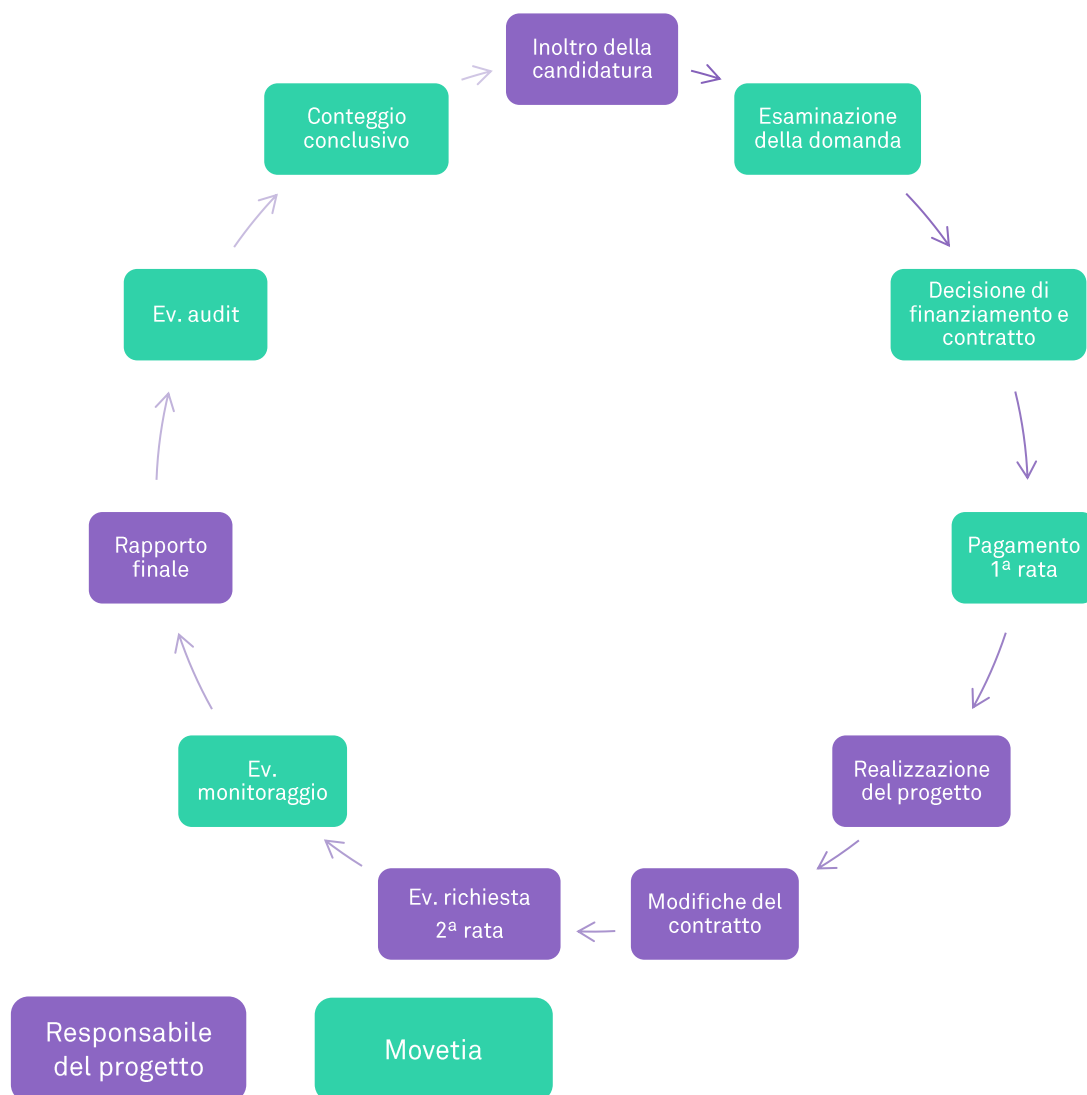 Inoltro della
candidatura
Esaminazione
della domanda
Decisione di
finanziamento e
contratto
Pagamento
1ª rata
Realizzazione
del progetto
Modifiche del
contratto
Ev. richiesta
2ª rata
Ev.
monitoraggio
Rapporto
finale
Ev. audit
Conteggio
conclusivo
Responsabile
del progetto
Movetia